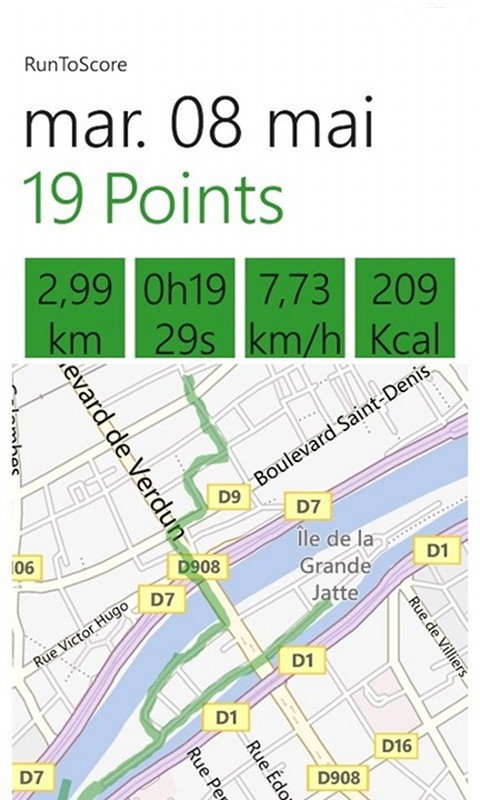 RunToScore
mar. 08 mai
19 Points
2,99
km
0h19
29s
7,73
km/h
209
Kcal
levard de Verdun
Boulevard Saint-Denis
D9
D7
Île de la
Grande
Jatte
D1
D908
06
D7
Rue Victor Hugo
Rue de Villiers
D1
D1
D16
D7
Rue Per
Rue Édo
D908